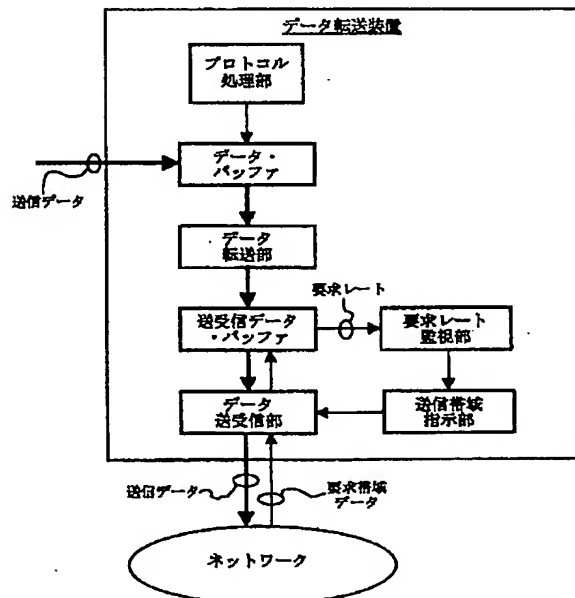 データ転送装置
プロトコル
処理部
データ・
バッファ
送信データ
データ
転送部
送受信データ
・バッファ
要求レート
要求レート
監視部
データ
送受信部
送信帯域
指示部
送信データ
要求帯域
データ
ネットワーク